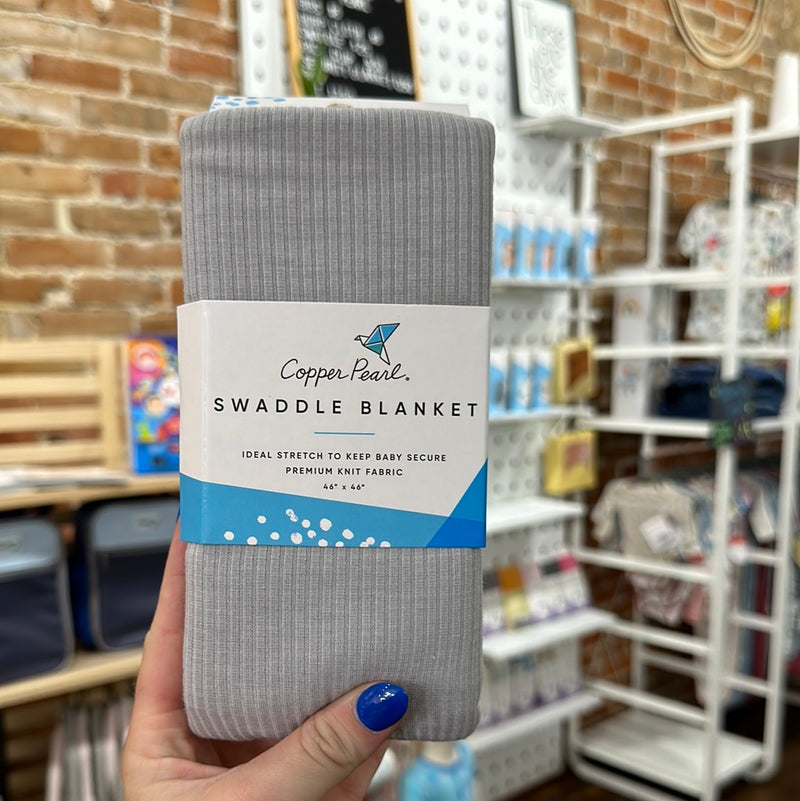 Copper Pearl.
SWADDLE BLANKET
IDEAL STRETCH TO KEEP BABY SECURE
PREMIUM KNIT FABRIC
46" x 46"